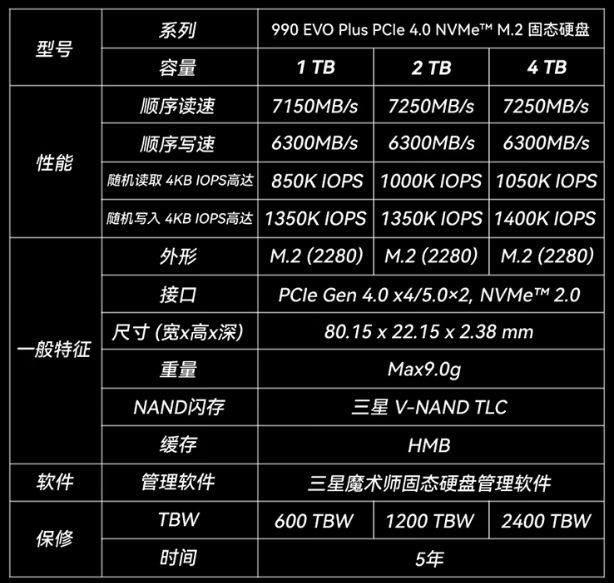 型号 系列 990 EVO Plus PCIe 4.0 NVMe™ M.2 固态硬盘
容量 1 TB 2 TB 4 TB
性能 顺序读速 7150MB/s 7250MB/s 7250MB/s
顺序写速 6300MB/s 6300MB/s 6300MB/s
随机读取 4KB IOPS高达 850K IOPS 1000K IOPS 1050K IOPS
随机写入 4KB IOPS高达 1350K IOPS 1350K IOPS 1400K IOPS
一般特征 外形 M.2 (2280) M.2 (2280) M.2 (2280)
接口 PCIe Gen 4.0 x4/5.0×2, NVMe™ 2.0
尺寸 (宽x高x深) 80.15 x 22.15 x 2.38 mm
重量 Max9.0g
NAND闪存 三星 V-NAND TLC
缓存 HMB
软件 管理软件 三星魔术师固态硬盘管理软件
保修 TBW 600 TBW 1200 TBW 2400 TBW
时间 5年